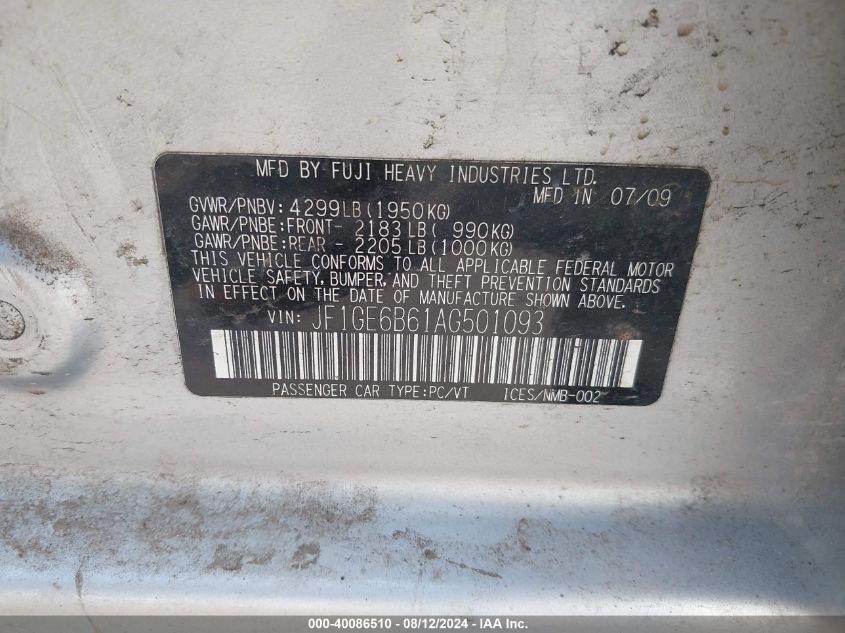 MFD BY FUJI HEAVY INDUSTRIES LTD.
MFD IN 07/09
GVWR/PNBV: 4299LB(1950KG)
GAWR/PNBE:FRONT- 2183LB( 990KG)
GAWR/PNBE:REAR - 2205LB(1000KG)
THIS VEHICLE CONFORMS TO ALL APPLICABLE FEDERAL MOTOR
VEHICLE SAFETY, BUMPER, AND THEFT PREVENTION STANDARDS
IN EFFECT ON THE DATE OF MANUFACTURE SHOWN ABOVE.
VIN: JF1GE6B61AG501093
PASSENGER CAR TYPE:PC/VT ICES/NMB-002
000-40086510 - 08/12/2024 - IAA Inc.